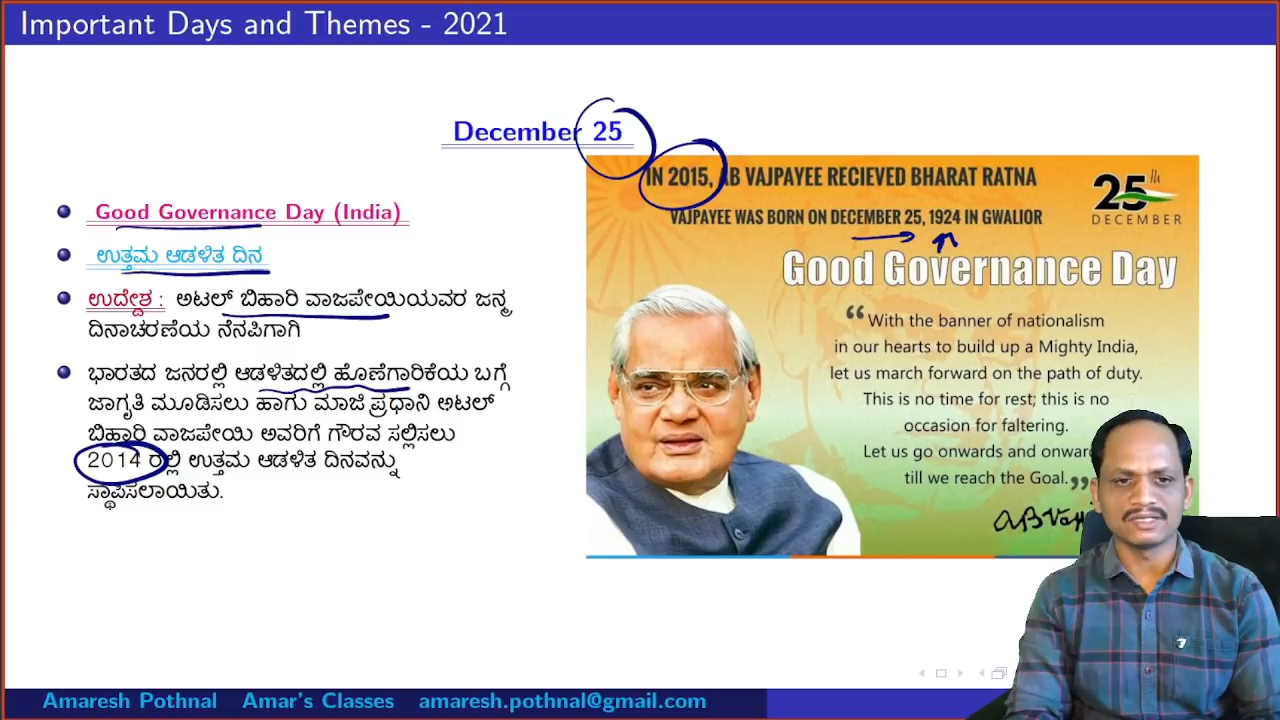 Important Days and Themes - 2021
December 25
Good Governance Day (India)
ಉತ್ತಮ ಆಡಳಿತ ದಿನ
ಉದ್ದೇಶ : ಅಟಲ್ ಬಿಹಾರಿ ವಾಜಪೇಯಿಯವರ ಜನ್ಮ
ದಿನಾಚರಣೆಯ ನೆನಪಿಗಾಗಿ
ಭಾರತದ ಜನರಲ್ಲಿ ಆಡಳಿತದಲ್ಲಿ ಹೊಣೆಗಾರಿಕೆಯ ಬಗ್ಗೆ
ಜಾಗೃತಿ ಮೂಡಿಸಲು ಹಾಗು ಮಾಜಿ ಪ್ರಧಾನಿ ಅಟಲ್
ಬಿಹಾರಿ ವಾಜಪೇಯಿ ಅವರಿಗೆ ಗೌರವ ಸಲ್ಲಿಸಲು
2014 ರಲ್ಲಿ ಉತ್ತಮ ಆಡಳಿತ ದಿನವನ್ನು
ಸ್ಥಾಪಿಸಲಾಯಿತು.
IN 2015, AB VAJPAYEE RECIEVED BHARAT RATNA
VAJPAYEE WAS BORN ON DECEMBER 25, 1924 IN GWALIOR
25th
DECEMBER
Good Governance Day
“With the banner of nationalism
in our hearts to build up a Mighty India,
let us march forward on the path of duty.
This is no time for rest; this is no
occasion for faltering.
Let us go onwards and
till we reach the Goal.”
Amaresh Pothnal Amar's Classes amaresh.pothnal@gmail.com